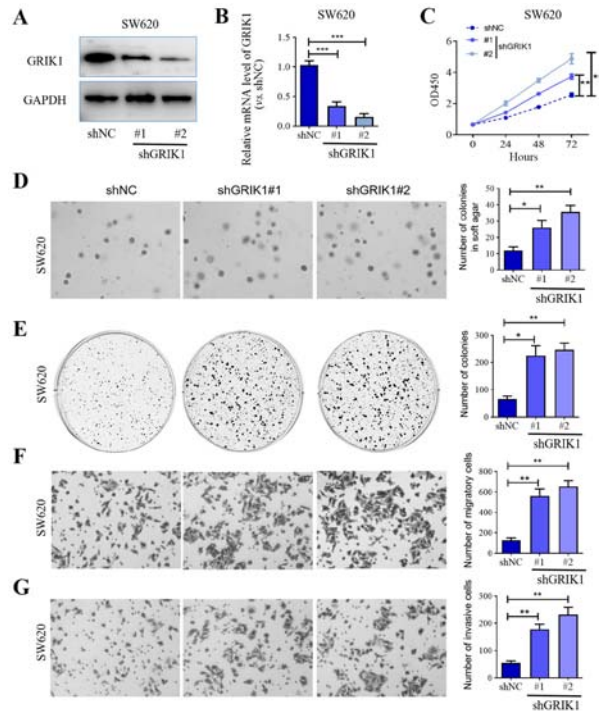 A
SW620
GRIK1
GAPDH
shNC #1 #2
shGRIK1
B
SW620
Relative mRNA level of GRIK1
(vs. shNC)
1.5
1.0
0.5
0.0
***
***
shNC #1 #2
shGRIK1
C
SW620
shNC
#1
#2
shGRIK1
OD450
6
4
2
0
**
*
0 24 48 72
Hours
D
shNC shGRIK1#1 shGRIK1#2
SW620
Number of colonies
in soft agar
50
40
30
20
10
0
**
*
shNC #1 #2
shGRIK1
E
SW620
Number of colonies
300
200
100
0
**
*
shNC #1 #2
shGRIK1
F
SW620
Number of migratory cells
800
600
400
200
0
**
**
shNC #1 #2
shGRIK1
G
SW620
Number of invasive cells
300
200
100
0
**
**
shNC #1 #2
shGRIK1